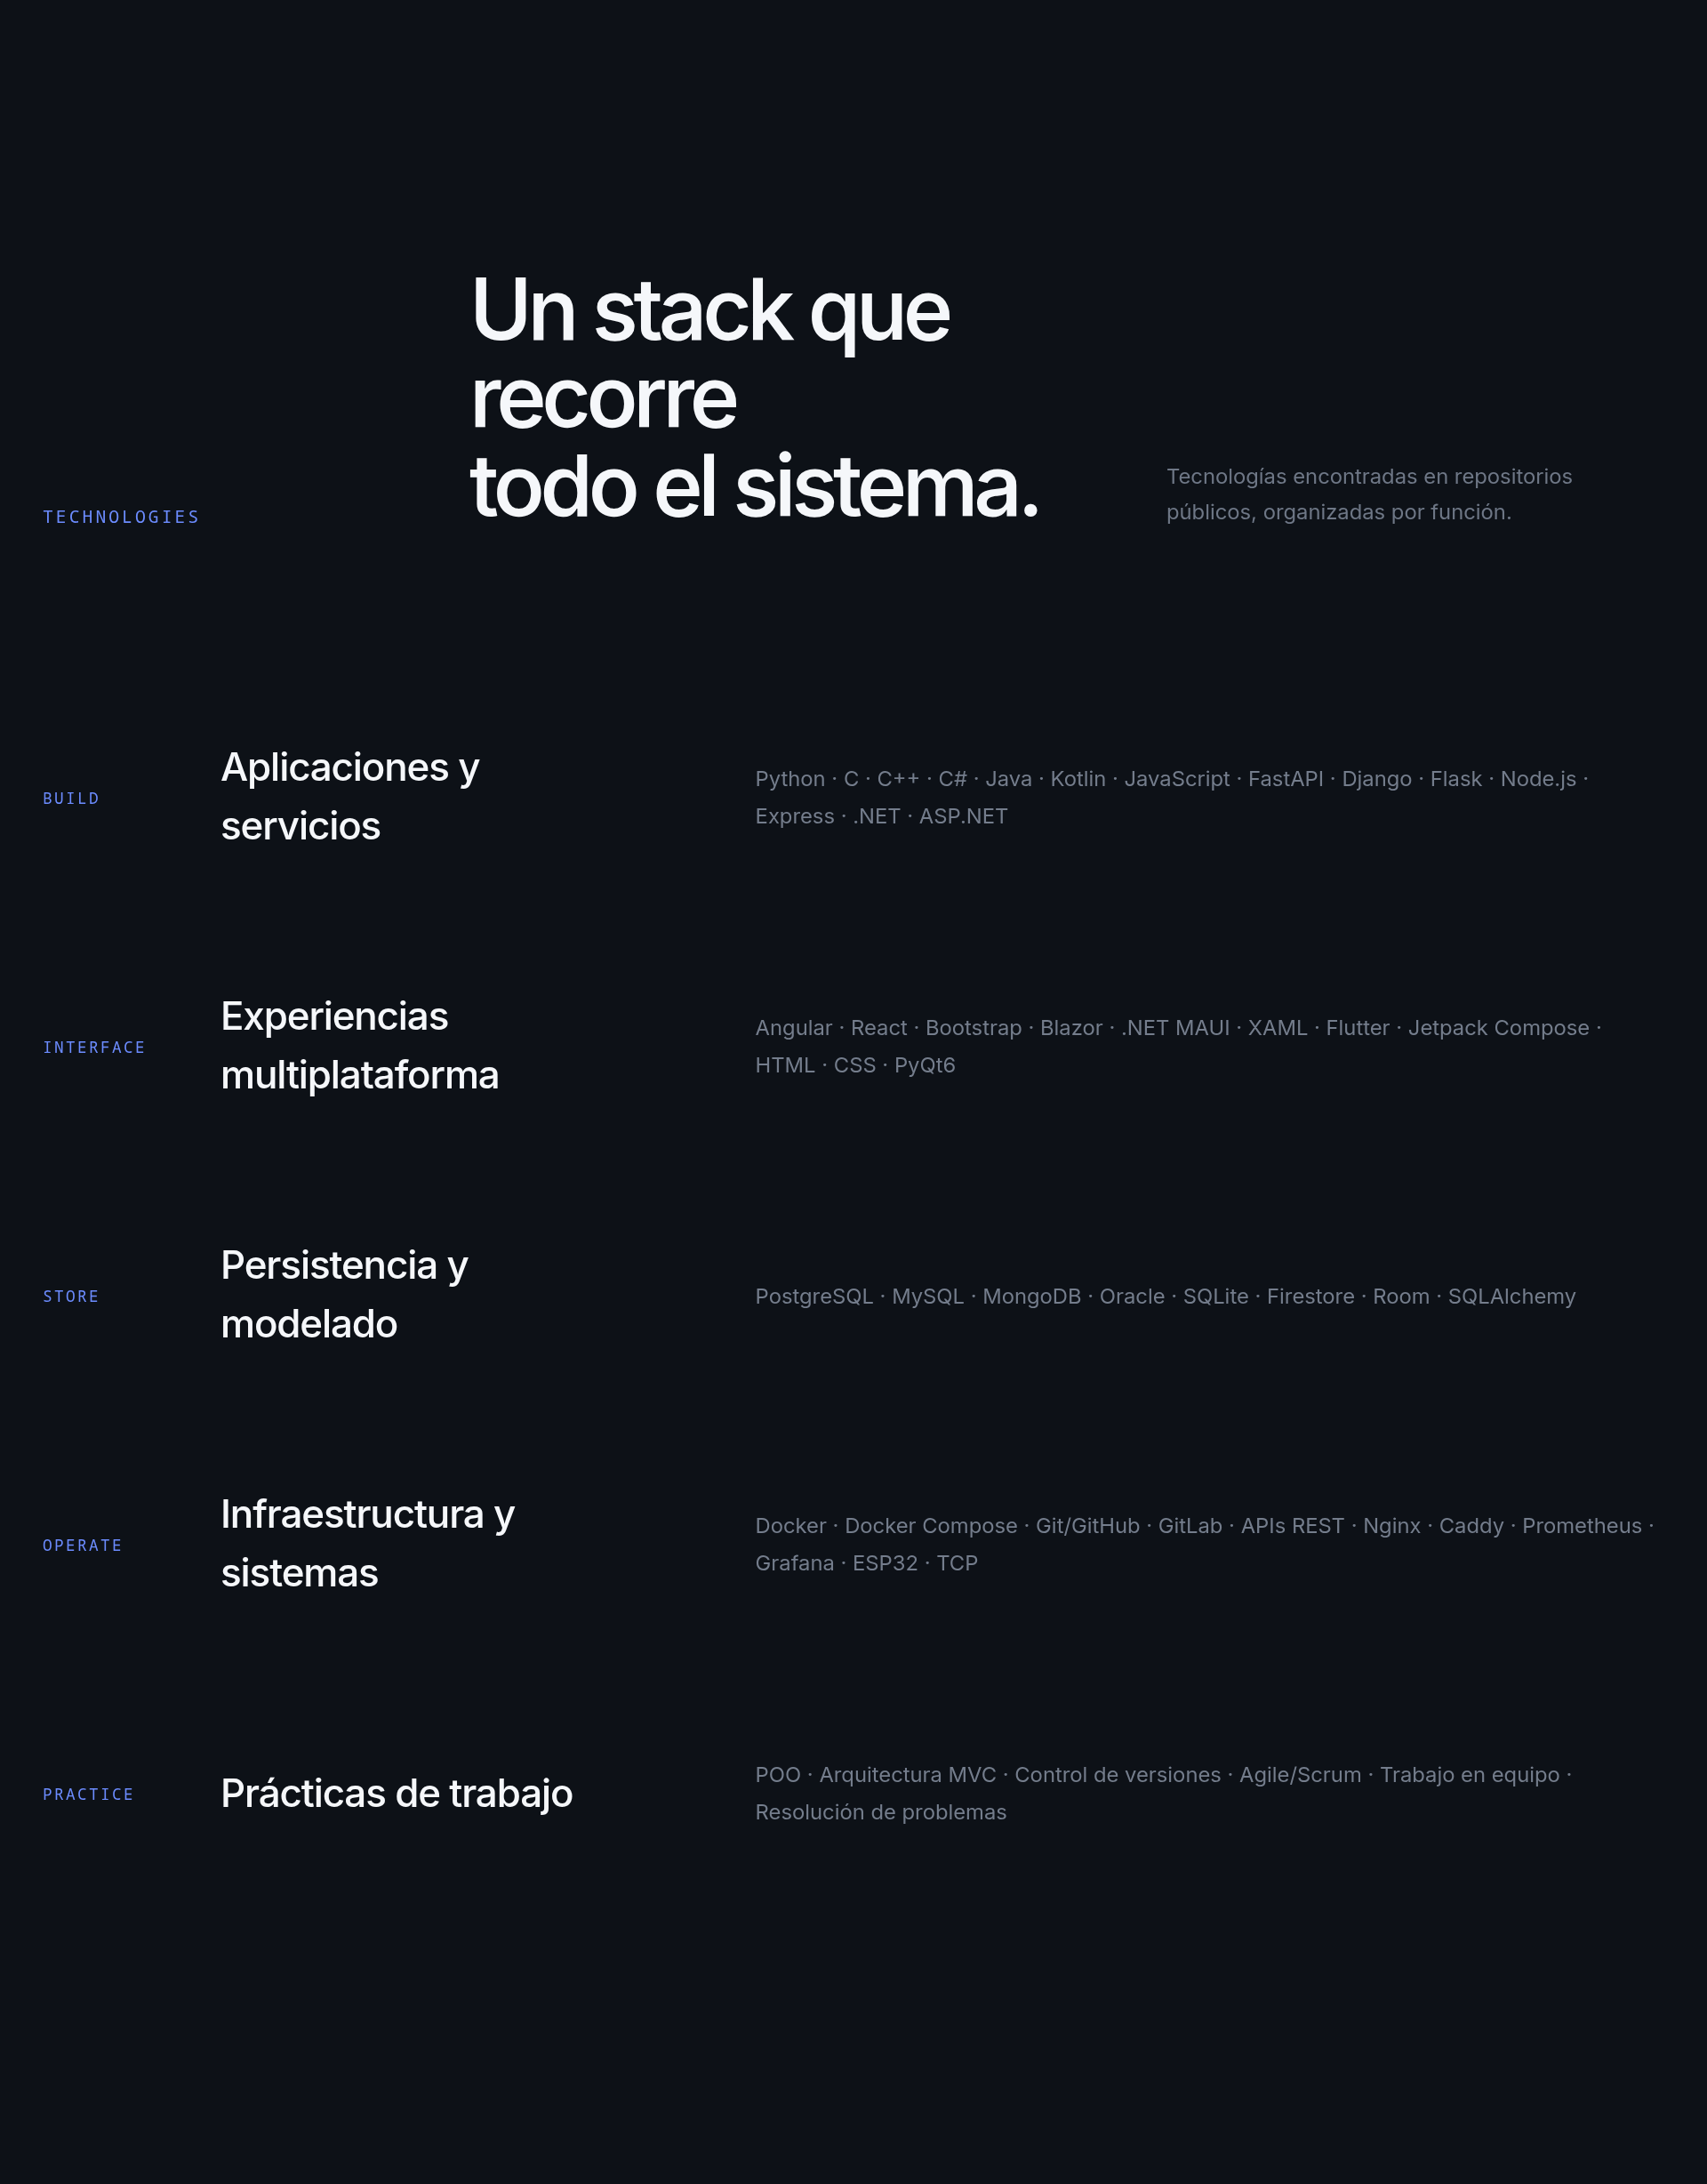 Un stack que
recorre
todo el sistema.
TECHNOLOGIES
Tecnologías encontradas en repositorios
públicos, organizadas por función.
BUILD
Aplicaciones y
servicios
Python · C · C++ · C# · Java · Kotlin · JavaScript · FastAPI · Django · Flask · Node.js ·
Express · .NET · ASP.NET
INTERFACE
Experiencias
multiplataforma
Angular · React · Bootstrap · Blazor · .NET MAUI · XAML · Flutter · Jetpack Compose ·
HTML · CSS · PyQt6
STORE
Persistencia y
modelado
PostgreSQL · MySQL · MongoDB · Oracle · SQLite · Firestore · Room · SQLAlchemy
OPERATE
Infraestructura y
sistemas
Docker · Docker Compose · Git/GitHub · GitLab · APIs REST · Nginx · Caddy · Prometheus ·
Grafana · ESP32 · TCP
PRACTICE
Prácticas de trabajo
POO · Arquitectura MVC · Control de versiones · Agile/Scrum · Trabajo en equipo ·
Resolución de problemas